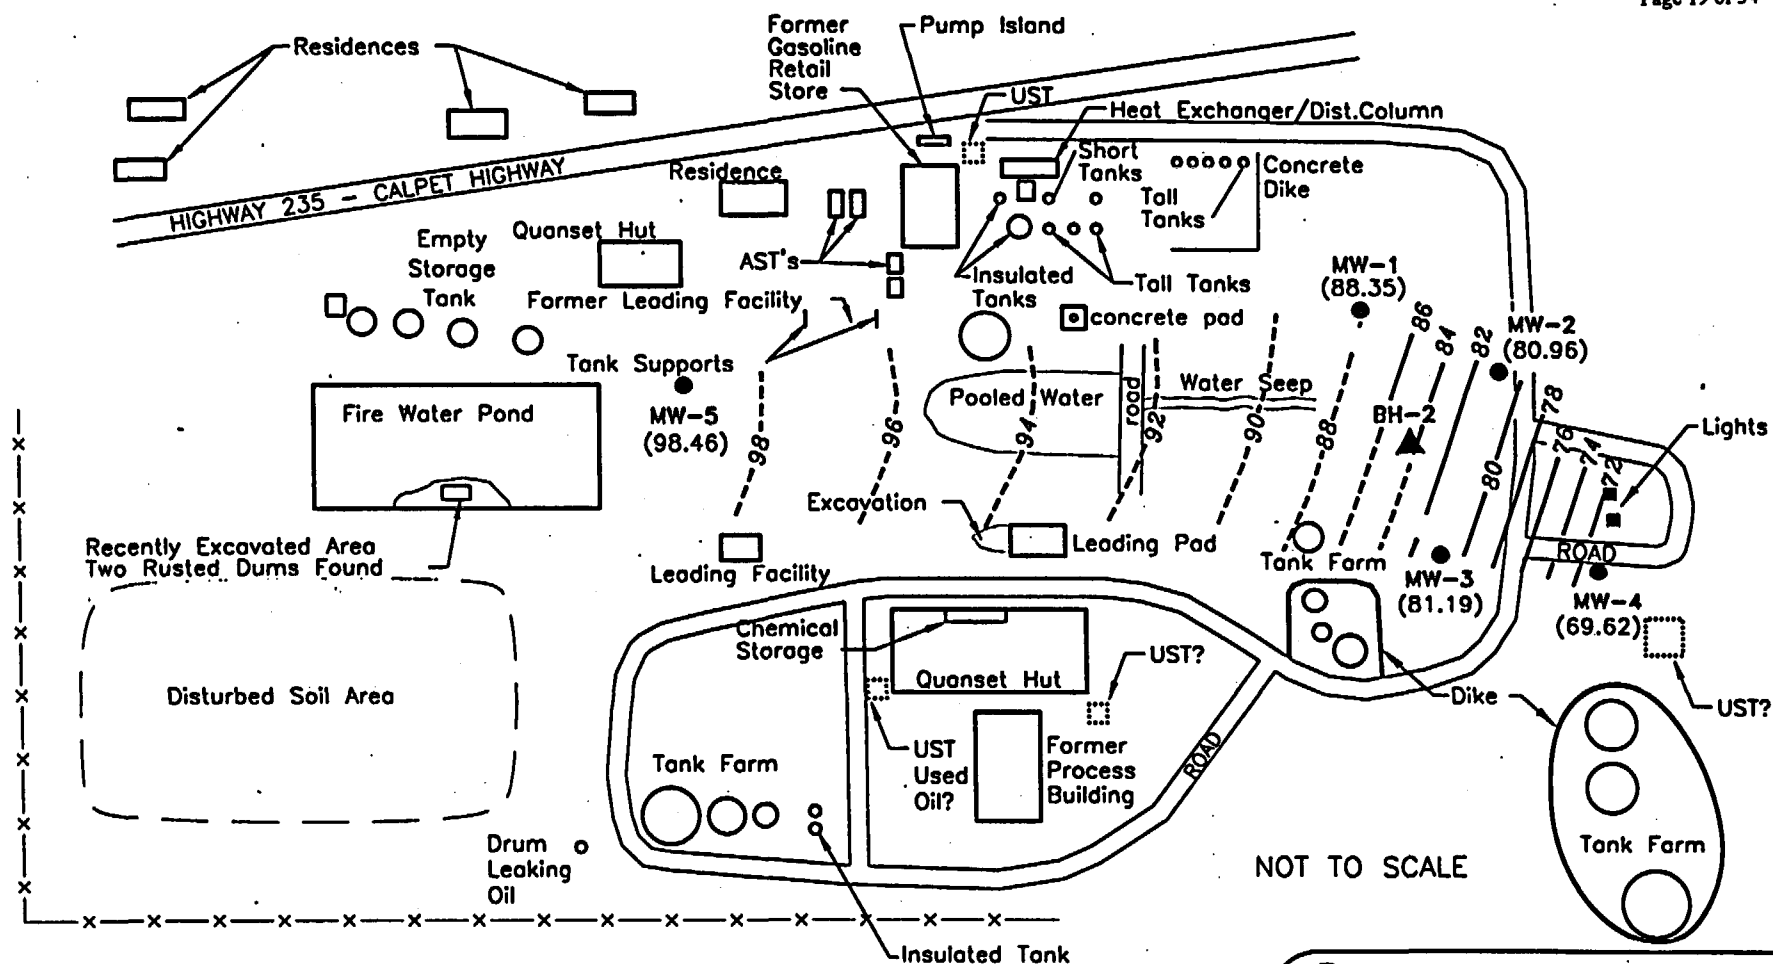 Page 19 of 54
Residences
Former
Gasoline
Retail
Store
Pump Island
UST
Heat Exchanger/Dist.Column
Short
Tanks
Concrete
Dike
Tall
Tanks
HIGHWAY 235 - CALPET HIGHWAY
Residence
Quanset Hut
Empty
Storage
Tank
AST's
Insulated
Tanks
Tall Tanks
Former Leading Facility
concrete pad
MW-1
(88.35)
MW-2
(80.96)
Tank Supports
MW-5
(98.46)
Fire Water Pond
Pooled Water
road
Water Seep
BH-2
98
96
94
92
90
88
86
84
82
80
78
76
74
72
Lights
Excavation
Leading Pad
Leading Facility
Recently Excavated Area
Two Rusted Dums Found
Tank Farm
MW-3
(81.19)
ROAD
MW-4
(69.62)
UST?
Disturbed Soil Area
Chemical
Storage
Quanset Hut
UST?
Dike
UST
Used
Oil?
Former
Process
Building
ROAD
Tank Farm
Drum
Leaking
Oil
Insulated Tank
NOT TO SCALE
Tank Farm